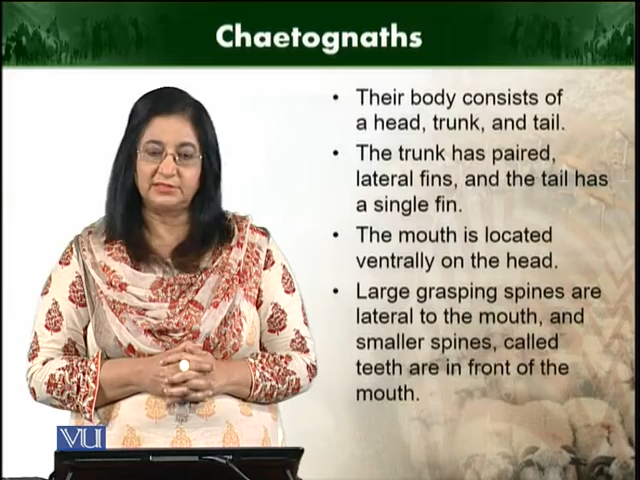 Chaetognaths
• Their body consists of
a head, trunk, and tail.
• The trunk has paired,
lateral fins, and the tail has
a single fin.
• The mouth is located
ventrally on the head.
• Large grasping spines are
lateral to the mouth, and
smaller spines, called
teeth are in front of the
mouth.
VU